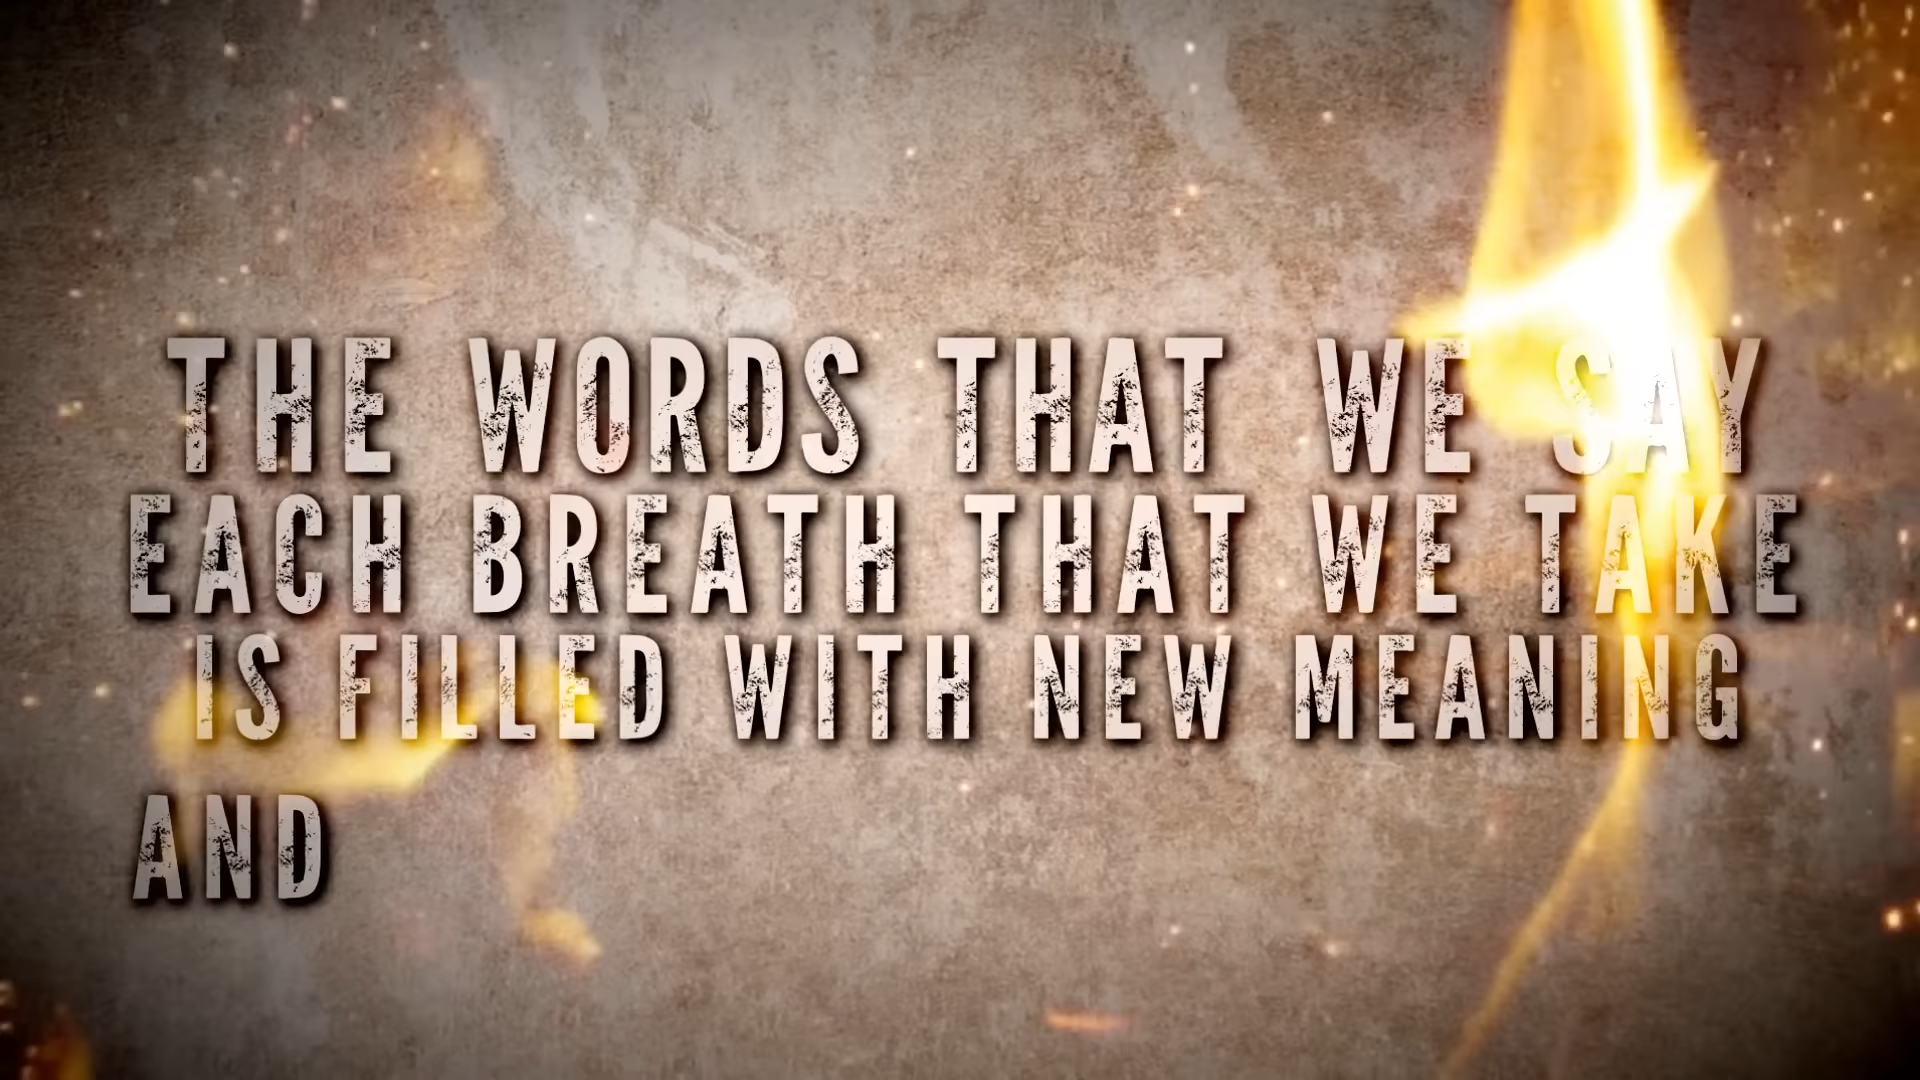 THE WORDS THAT WE SAY
EACH BREATH THAT WE TAKE
IS FILLED WITH NEW MEANING
AND